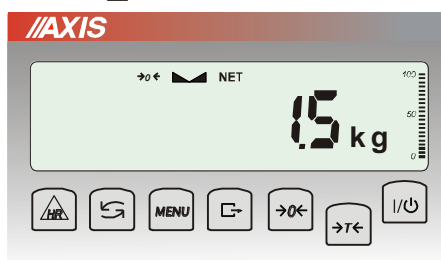 //AXIS
→0← NET
100
1.5 kg
50
0
HR MENU →0← →T← I/⏻